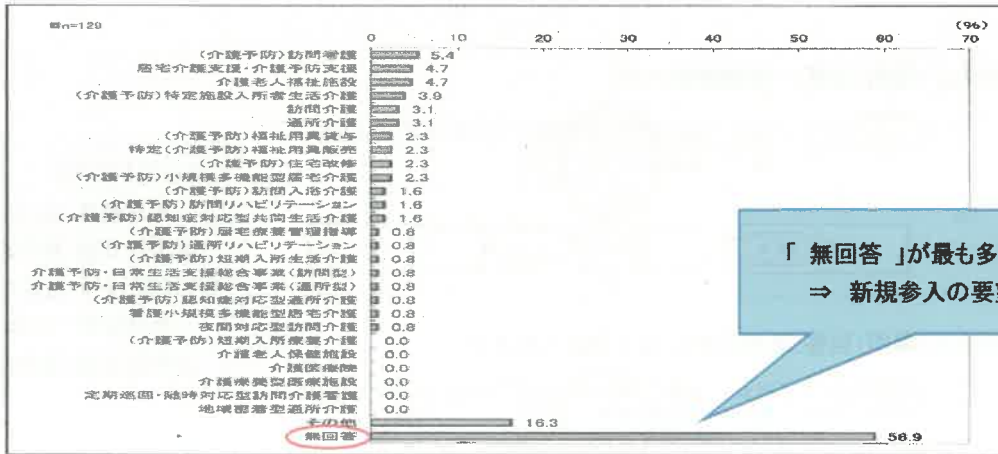 ■n=129
(%)
0 10 20 30 40 50 60 70
(介護予防)訪問看護 5.4
居宅介護支援・介護予防支援 4.7
介護老人福祉施設 4.7
(介護予防)特定施設入所者生活介護 3.9
訪問介護 3.1
通所介護 3.1
(介護予防)福祉用具貸与 2.3
特定(介護予防)福祉用具販売 2.3
(介護予防)住宅改修 2.3
(介護予防)小規模多機能型居宅介護 2.3
(介護予防)訪問入浴介護 1.6
(介護予防)訪問リハビリテーション 1.6
(介護予防)認知症対応型共同生活介護 1.6
(介護予防)居宅療養管理指導 0.8
(介護予防)通所リハビリテーション 0.8
(介護予防)短期入所生活介護 0.8
介護予防・日常生活支援総合事業(訪問型) 0.8
介護予防・日常生活支援総合事業(通所型) 0.8
(介護予防)認知症対応型通所介護 0.8
看護小規模多機能型居宅介護 0.8
夜間対応型訪問介護 0.8
(介護予防)短期入所療養介護 0.0
介護老人保健施設 0.0
介護医療院 0.0
介護療養型医療施設 0.0
定期巡回・随時対応型訪問介護看護 0.0
地域密着型通所介護 0.0
その他 16.3
無回答 58.9
「 無回答 」が最も多
⇒ 新規参入の要